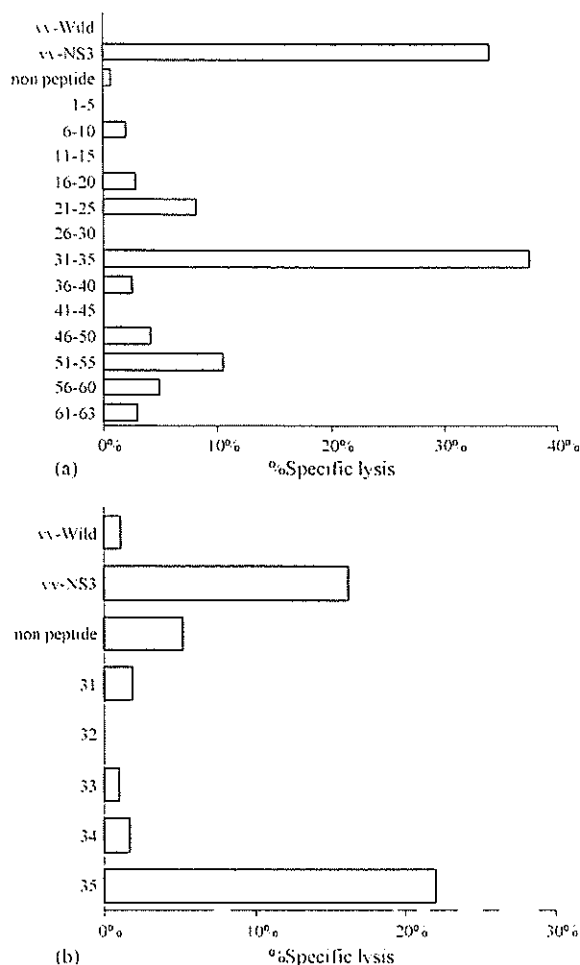 vv-Wild
vv-NS3
non peptide
1-5
6-10
11-15
16-20
21-25
26-30
31-35
36-40
41-45
46-50
51-55
56-60
61-63
0% 10% 20% 30% 40%
(a) %Specific lysis
vv-Wild
vv-NS3
non peptide
31
32
33
34
35
0% 10% 20% 30%
(b) %Specific lysis